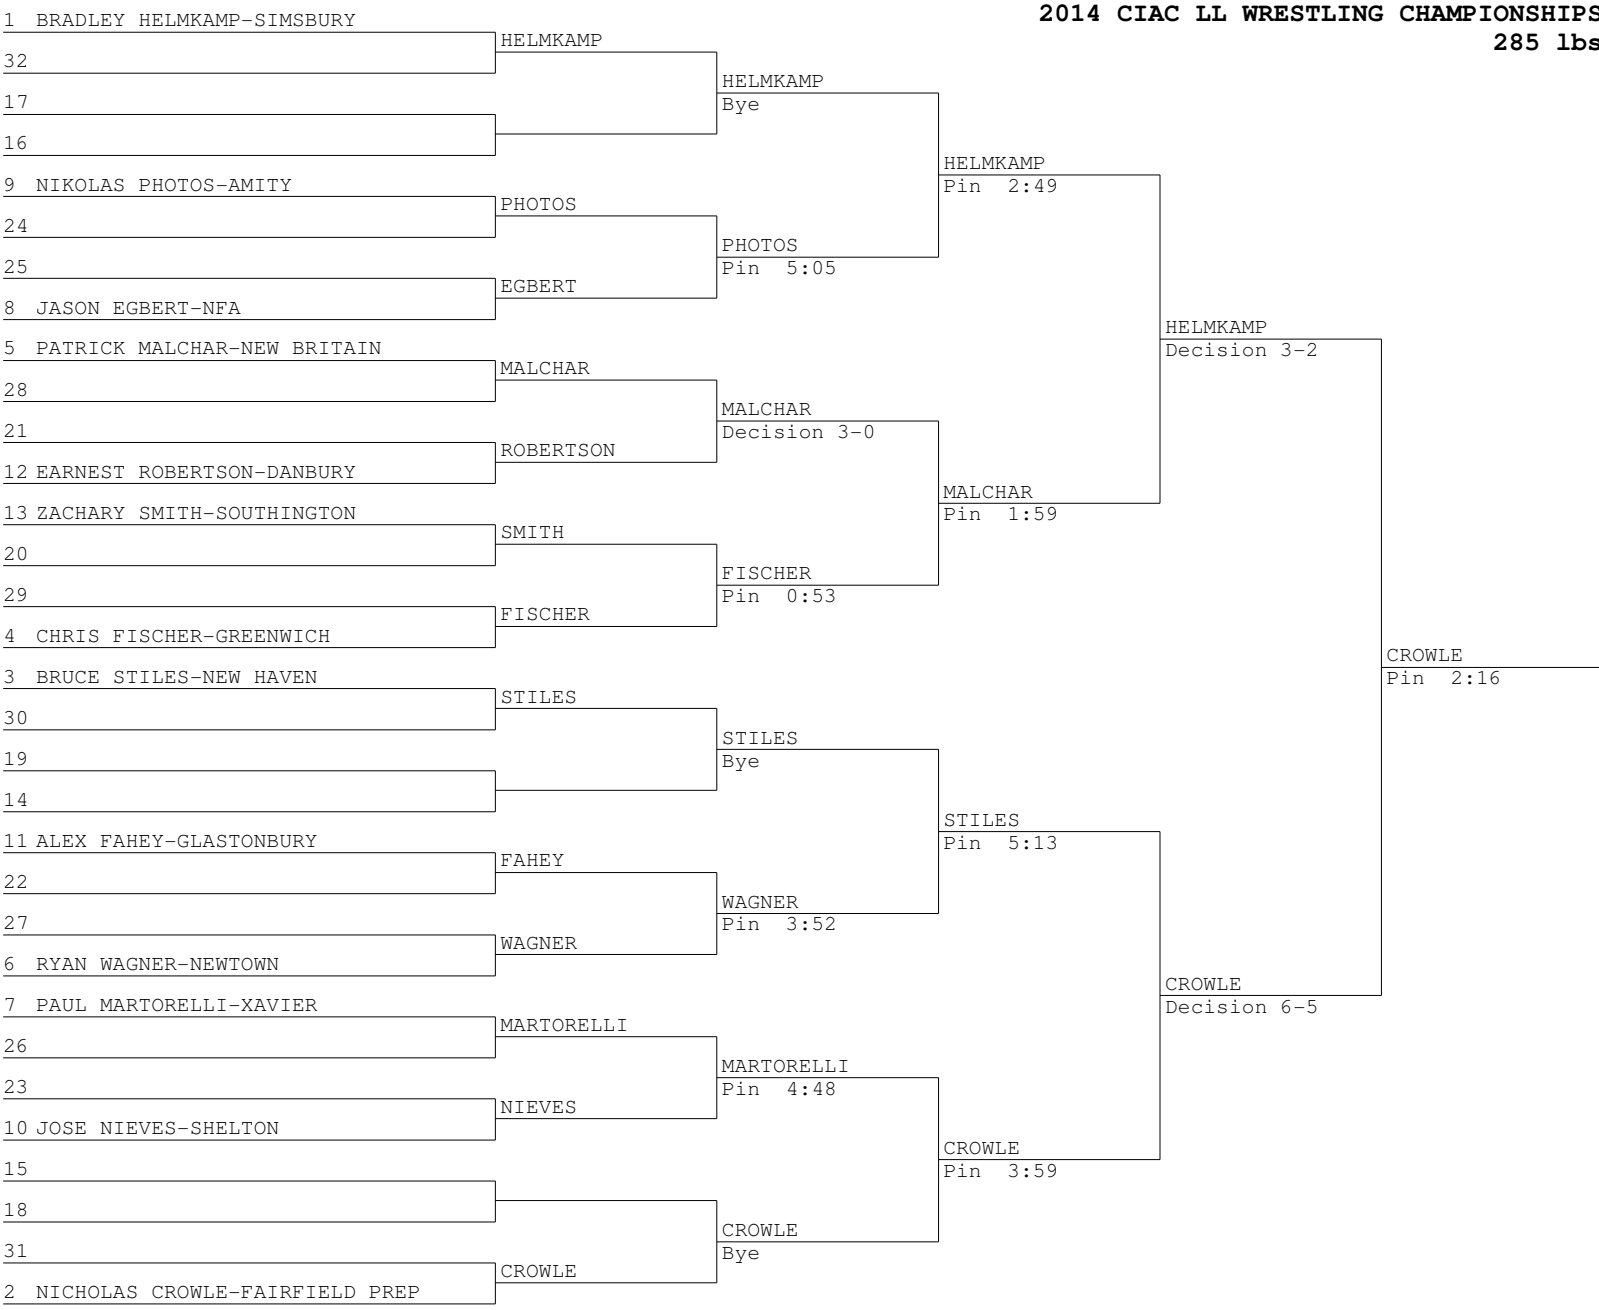 2014 CIAC LL WRESTLING CHAMPIONSHIPS
285 lbs
1 BRADLEY HELMKAMP-SIMSBURY
32
17
16
9 NIKOLAS PHOTOS-AMITY
24
25
8 JASON EGBERT-NFA
5 PATRICK MALCHAR-NEW BRITAIN
28
21
12 EARNEST ROBERTSON-DANBURY
13 ZACHARY SMITH-SOUTHINGTON
20
29
4 CHRIS FISCHER-GREENWICH
3 BRUCE STILES-NEW HAVEN
30
19
14
11 ALEX FAHEY-GLASTONBURY
22
27
6 RYAN WAGNER-NEWTOWN
7 PAUL MARTORELLI-XAVIER
26
23
10 JOSE NIEVES-SHELTON
15
18
31
2 NICHOLAS CROWLE-FAIRFIELD PREP
HELMKAMP
PHOTOS
EGBERT
MALCHAR
ROBERTSON
SMITH
FISCHER
STILES
FAHEY
WAGNER
MARTORELLI
NIEVES
CROWLE
HELMKAMP
Bye
PHOTOS
Pin 5:05
MALCHAR
Decision 3-0
FISCHER
Pin 0:53
STILES
Bye
WAGNER
Pin 3:52
MARTORELLI
Pin 4:48
CROWLE
Bye
HELMKAMP
Pin 2:49
MALCHAR
Pin 1:59
STILES
Pin 5:13
CROWLE
Pin 3:59
HELMKAMP
Decision 3-2
CROWLE
Decision 6-5
CROWLE
Pin 2:16